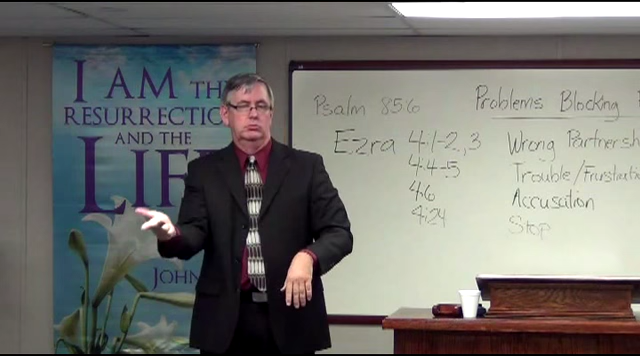 I AM THE
RESURRECTION
AND THE
LIFE
JOHN
Psalm 85:6
Problems Blocking
Ezra 4:1-2, 3 Wrong Partnersh
4:4-5 Trouble/Frustratio
4:6 Accusation
4:24 Stop